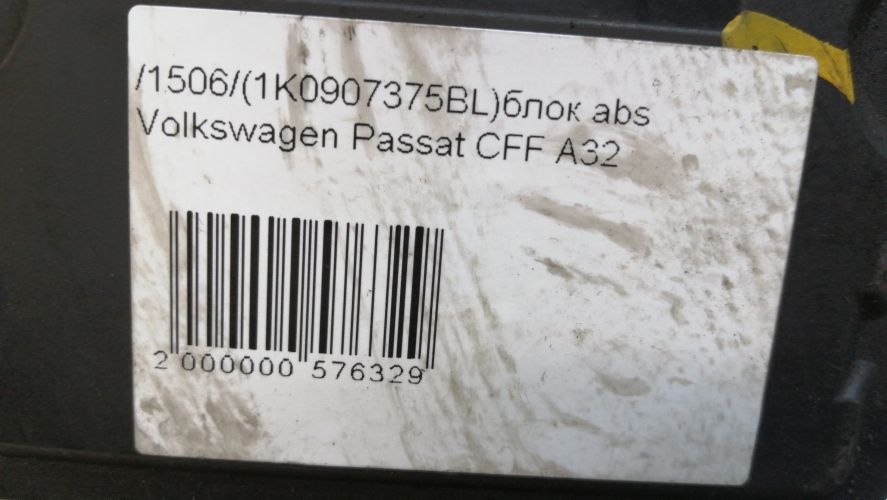 /1506/(1K0907375BL)блок abs
Volkswagen Passat CFF A32
2 000000 576329